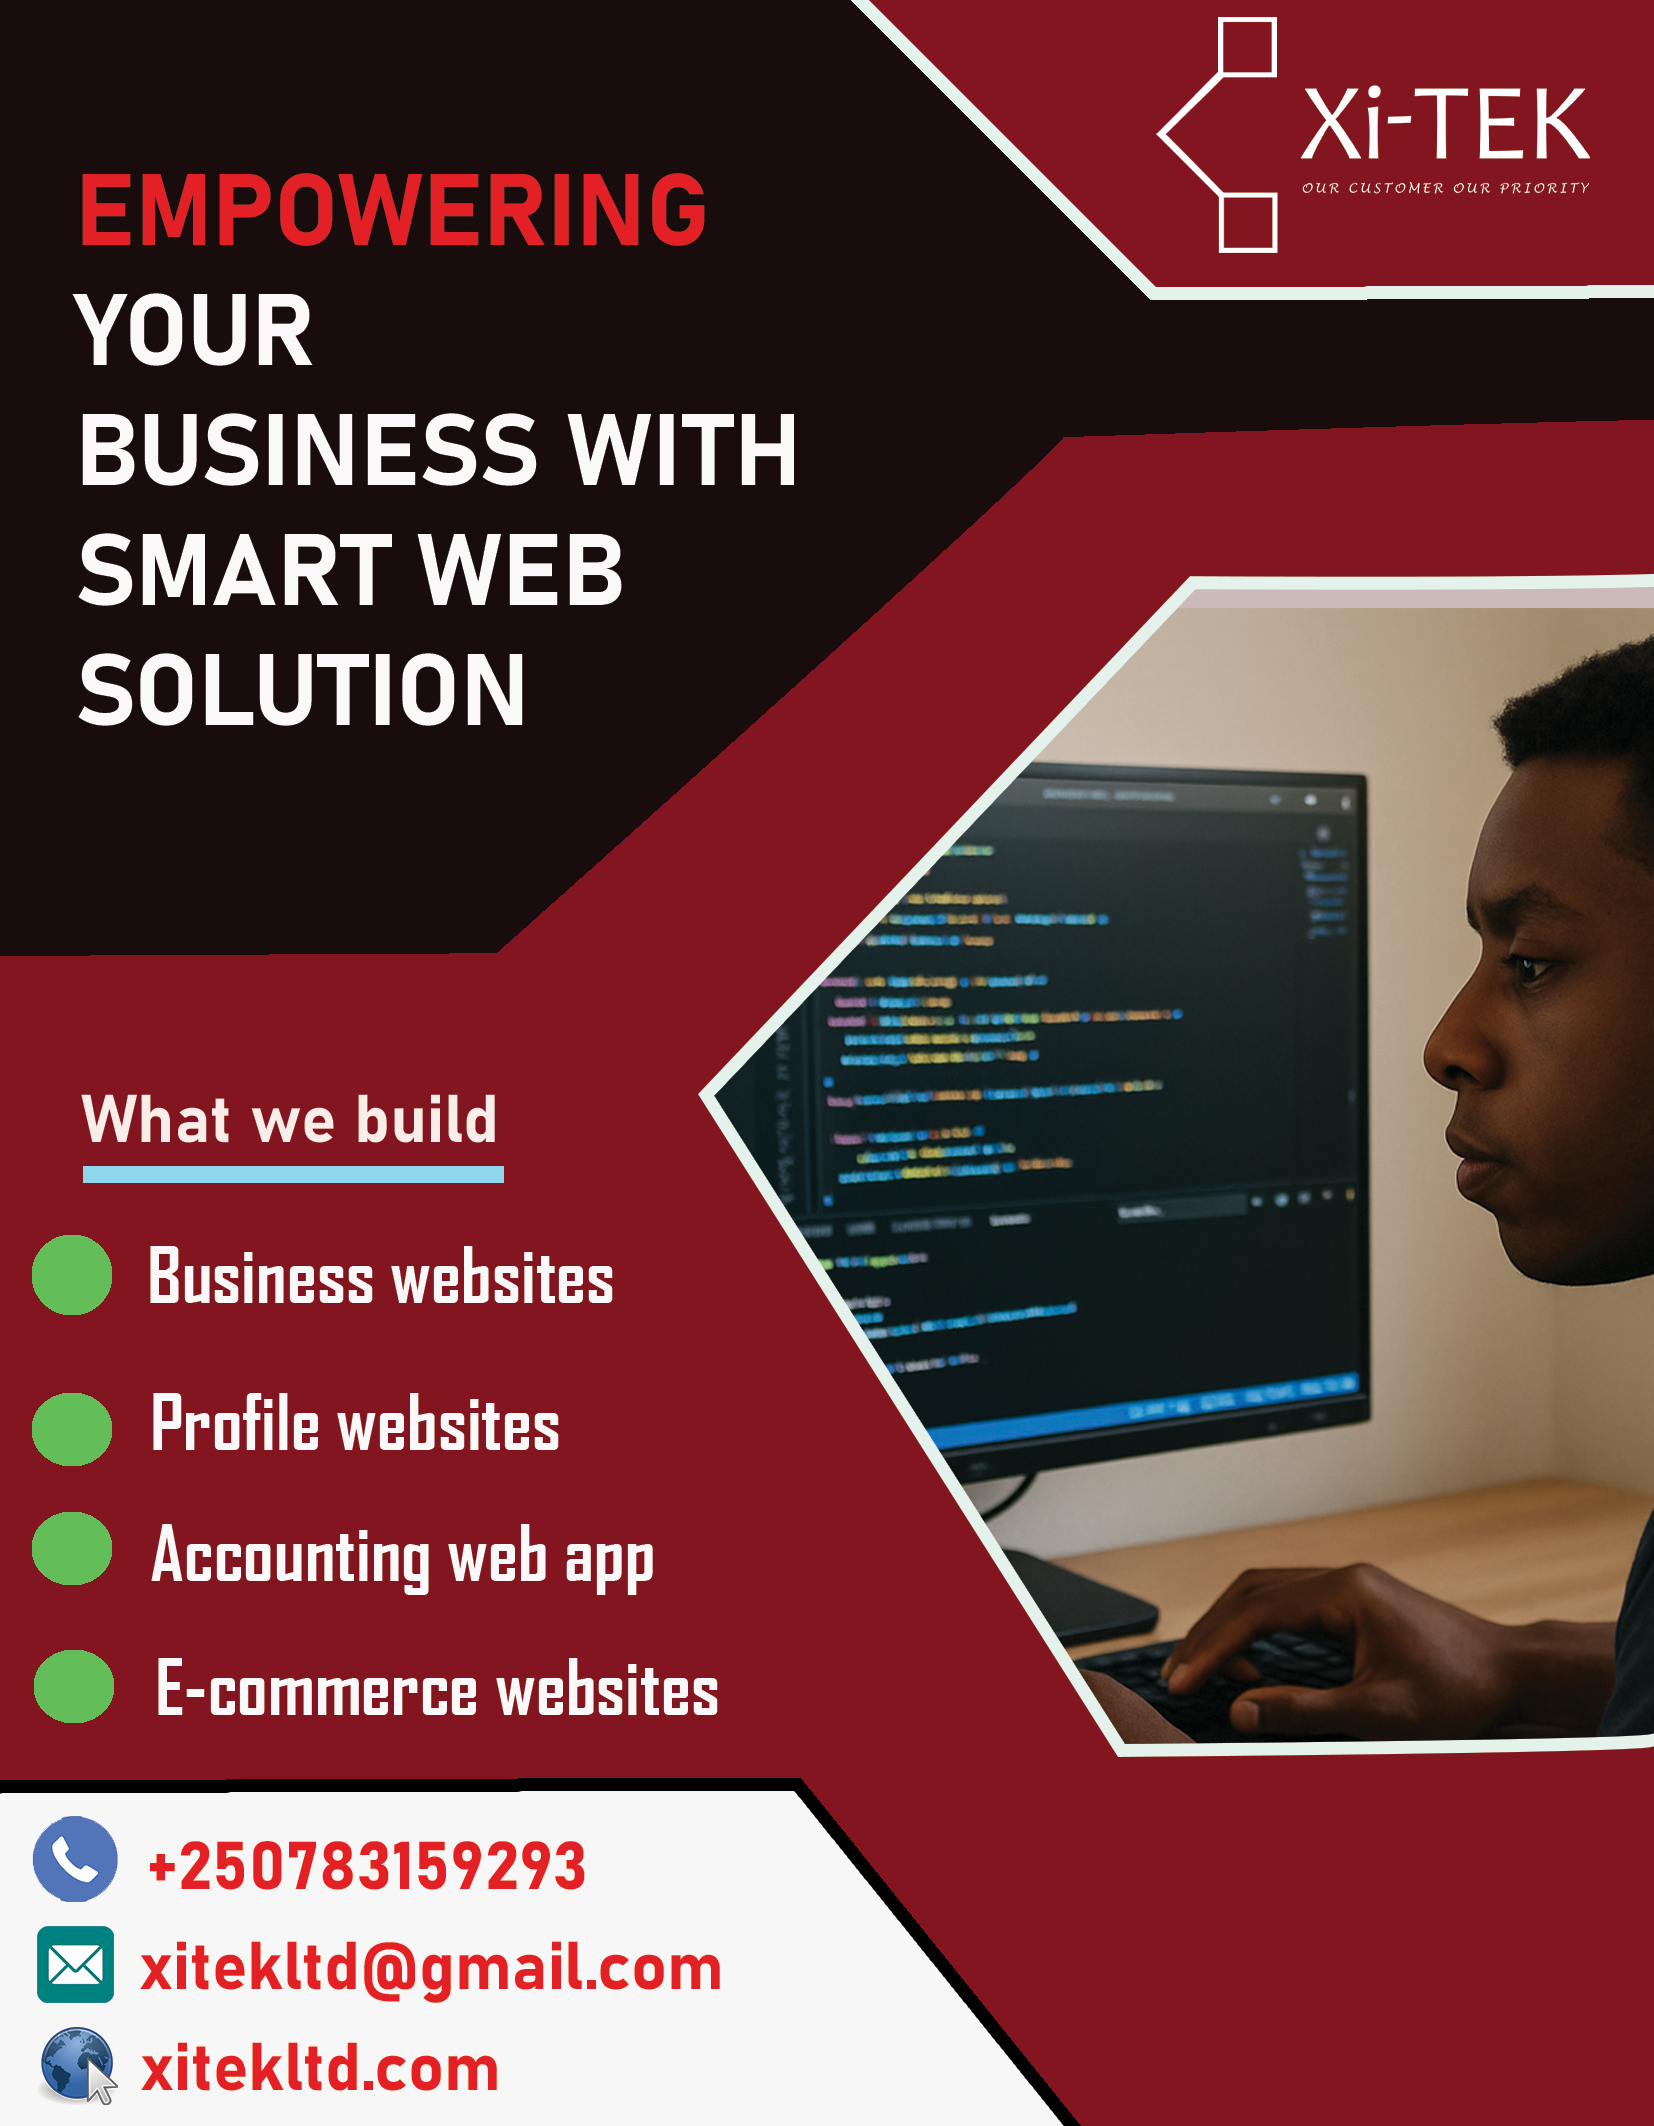 Xi-TEK
OUR CUSTOMER OUR PRIORITY
EMPOWERING
YOUR
BUSINESS WITH
SMART WEB
SOLUTION
What we build
Business websites
Profile websites
Accounting web app
E-commerce websites
+250783159293
xitekltd@gmail.com
xitekltd.com